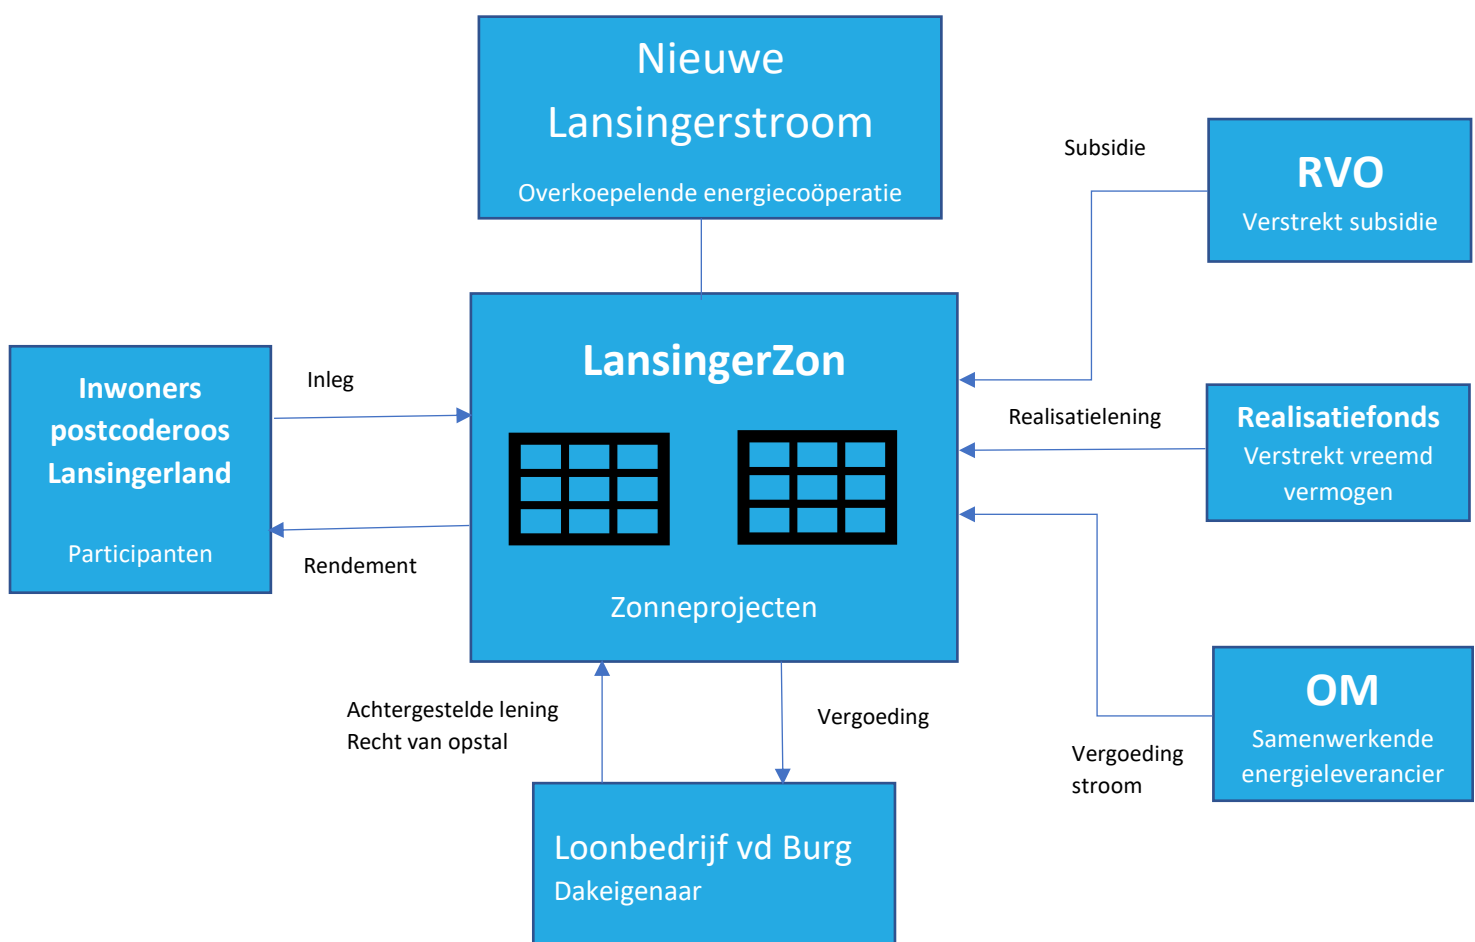 Nieuwe
Lansingerstroom
Overkoepelende energiecoöperatie
Subsidie
RVO
Verstrekt subsidie
Inwoners
postcoderoos
Lansingerland
Participanten
Inleg
Rendement
LansingerZon
Zonneprojecten
Realisatielening
Realisatiefonds
Verstrekt vreemd
vermogen
Achtergestelde lening
Recht van opstal
Vergoeding
Vergoeding
stroom
OM
Samenwerkende
energieleverancier
Loonbedrijf vd Burg
Dakeigenaar